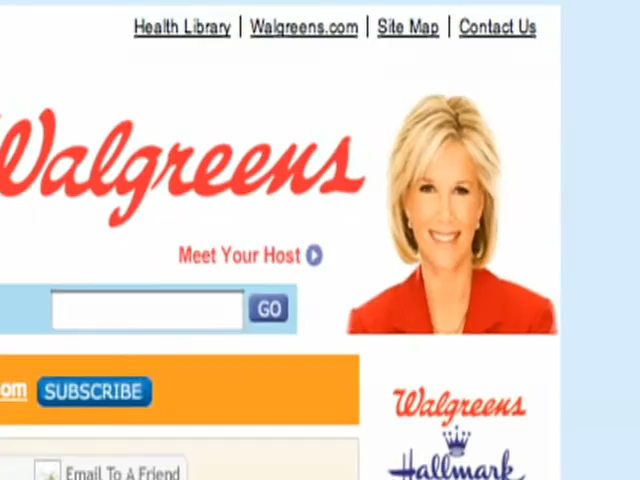 Health Library | Walgreens.com | Site Map | Contact Us
Walgreens
Meet Your Host
GO
om SUBSCRIBE
Walgreens
Hallmark
Email To A Friend